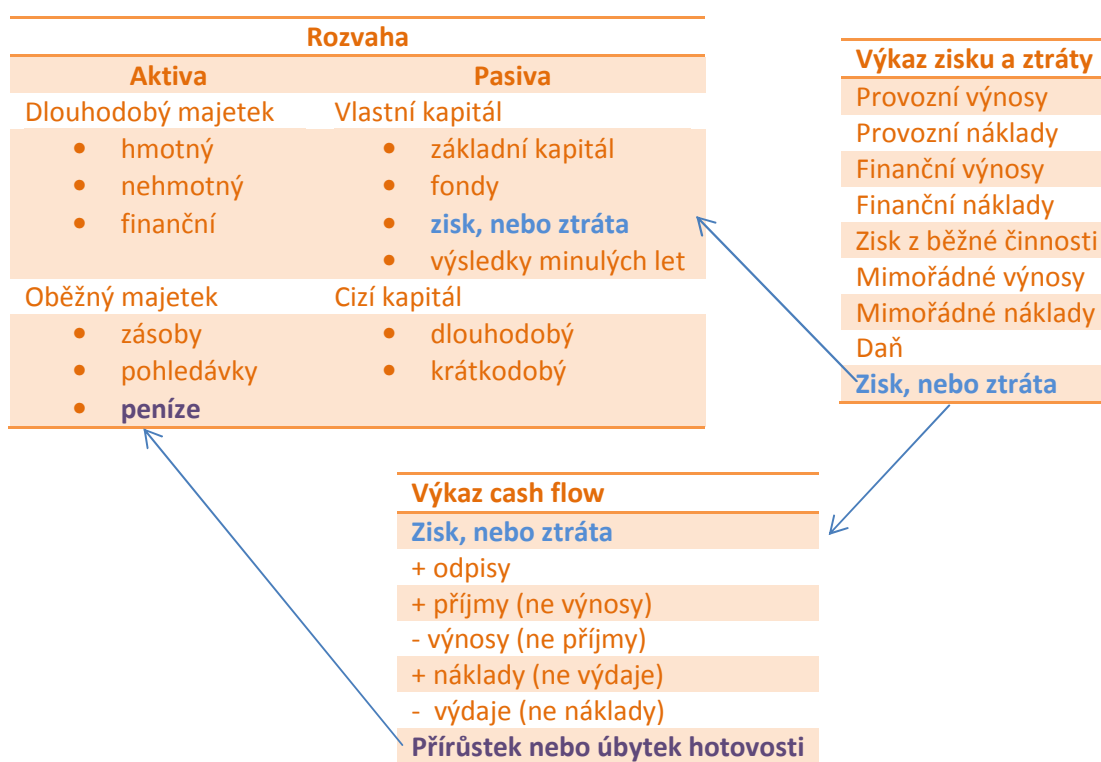 Rozvaha
Aktiva Pasiva
Dlouhodobý majetek Vlastní kapitál
• hmotný • základní kapitál
• nehmotný • fondy
• finanční • zisk, nebo ztráta
• výsledky minulých let
Oběžný majetek Cizí kapitál
• zásoby • dlouhodobý
• pohledávky • krátkodobý
• peníze
Výkaz zisku a ztráty
Provozní výnosy
Provozní náklady
Finanční výnosy
Finanční náklady
Zisk z běžné činnosti
Mimořádné výnosy
Mimořádné náklady
Daň
Zisk, nebo ztráta
Výkaz cash flow
Zisk, nebo ztráta
+ odpisy
+ příjmy (ne výnosy)
- výnosy (ne příjmy)
+ náklady (ne výdaje)
- výdaje (ne náklady)
Přírůstek nebo úbytek hotovosti